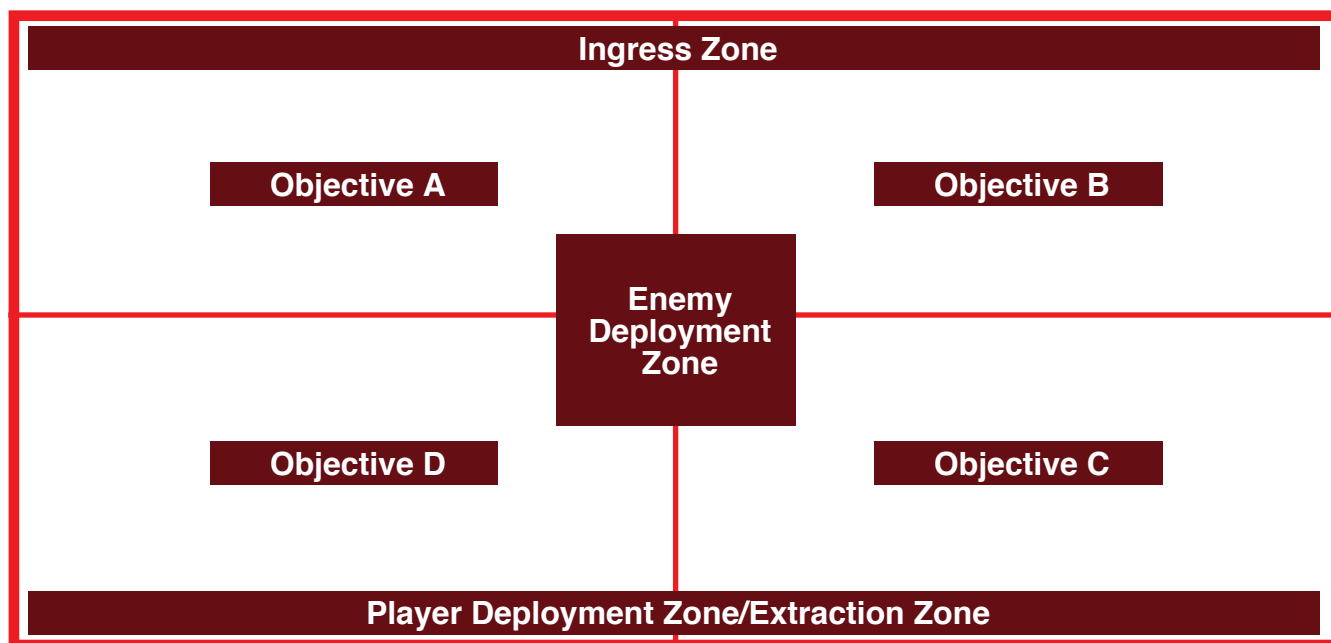 Ingress Zone
Objective A
Objective B
Enemy
Deployment
Zone
Objective D
Objective C
Player Deployment Zone/Extraction Zone